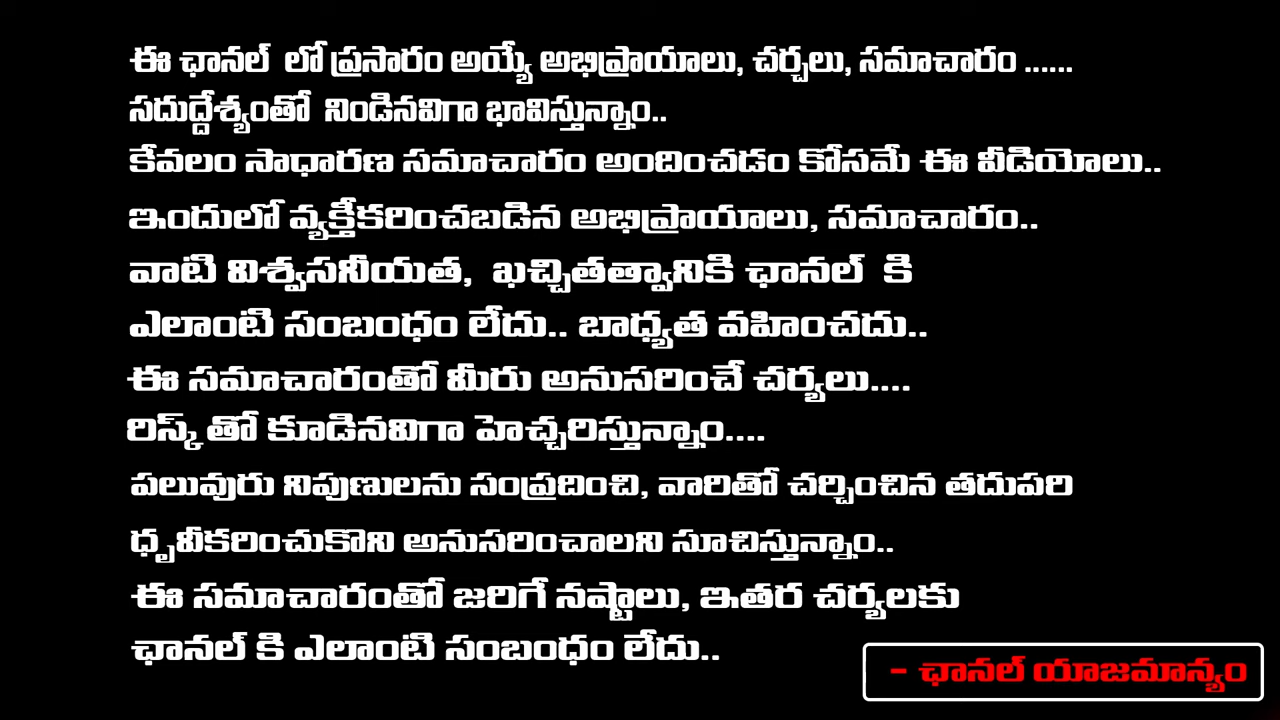 ఈ ఛానల్ లో ప్రసారం అయ్యే అభిప్రాయాలు, చర్చలు, సమాచారం ......
సదుద్దేశ్యంతో నిండినవిగా భావిస్తున్నాం..
కేవలం సాధారణ సమాచారం అందించడం కోసమే ఈ వీడియోలు..
ఇందులో వ్యక్తీకరించబడిన అభిప్రాయాలు, సమాచారం..
వాటి విశ్వసనీయత, ఖచ్చితత్వానికి ఛానల్ కి
ఎలాంటి సంబంధం లేదు.. బాధ్యత వహించదు..
ఈ సమాచారంతో మీరు అనుసరించే చర్యలు....
రిస్క్ తో కూడినవిగా హెచ్చరిస్తున్నాం....
పలువురు నిపుణులను సంప్రదించి, వారితో చర్చించిన తదుపరి
ధృవీకరించుకొని అనుసరించాలని సూచిస్తున్నాం..
ఈ సమాచారంతో జరిగే నష్టాలు, ఇతర చర్యలకు
ఛానల్ కి ఎలాంటి సంబంధం లేదు..
- ఛానల్ యాజమాన్యం